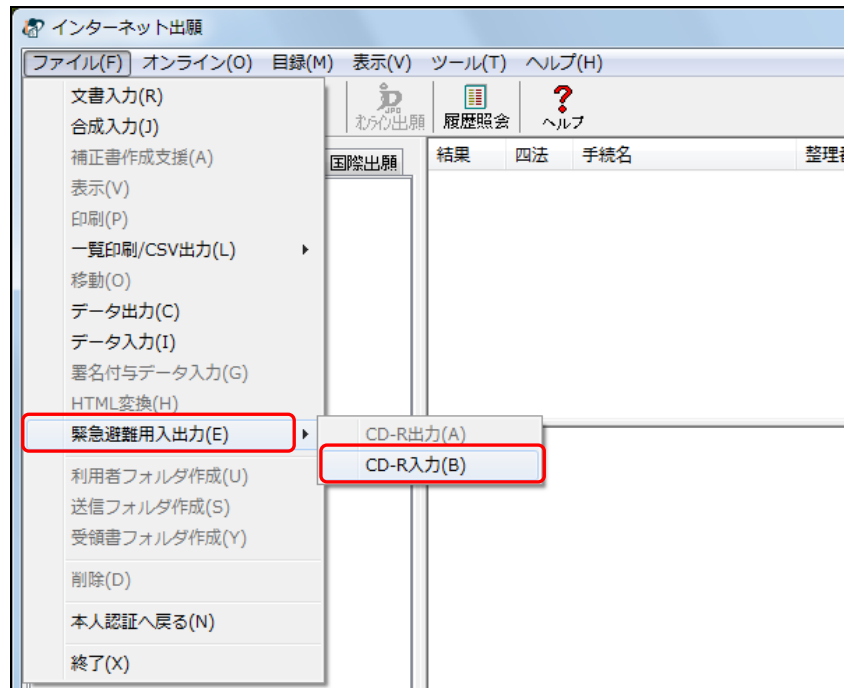 インターネット出願
ファイル(F) オンライン(O) 目録(M) 表示(V) ツール(T) ヘルプ(H)
オンライン出願 履歴照会 ヘルプ
国際出願 結果 四法 手続名
文書入力(R)
合成入力(J)
補正書作成支援(A)
表示(V)
印刷(P)
一覧印刷/CSV出力(L)
移動(O)
データ出力(C)
データ入力(I)
署名付与データ入力(G)
HTML変換(H)
緊急避難用入出力(E)
CD-R出力(A)
CD-R入力(B)
利用者フォルダ作成(U)
送信フォルダ作成(S)
受領書フォルダ作成(Y)
削除(D)
本人認証へ戻る(N)
終了(X)